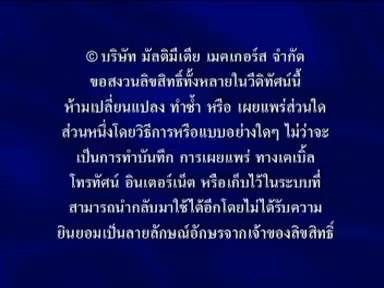 © บริษัท มัลติมีเดีย เมคเกอร์ส จำกัด
ขอสงวนลิขสิทธิ์ทั้งหลายในวีดิทัศน์นี้
ห้ามเปลี่ยนแปลง ทำซ้ำ หรือ เผยแพร่ส่วนใด
ส่วนหนึ่งโดยวิธีการหรือแบบอย่างใดๆ ไม่ว่าจะ
เป็นการทำบันทึก การเผยแพร่ ทางเคเบิ้ล
โทรทัศน์ อินเตอร์เน็ต หรือเก็บไว้ในระบบที่
สามารถนำกลับมาใช้ได้อีกโดยไม่ได้รับความ
ยินยอมเป็นลายลักษณ์อักษรจากเจ้าของลิขสิทธิ์